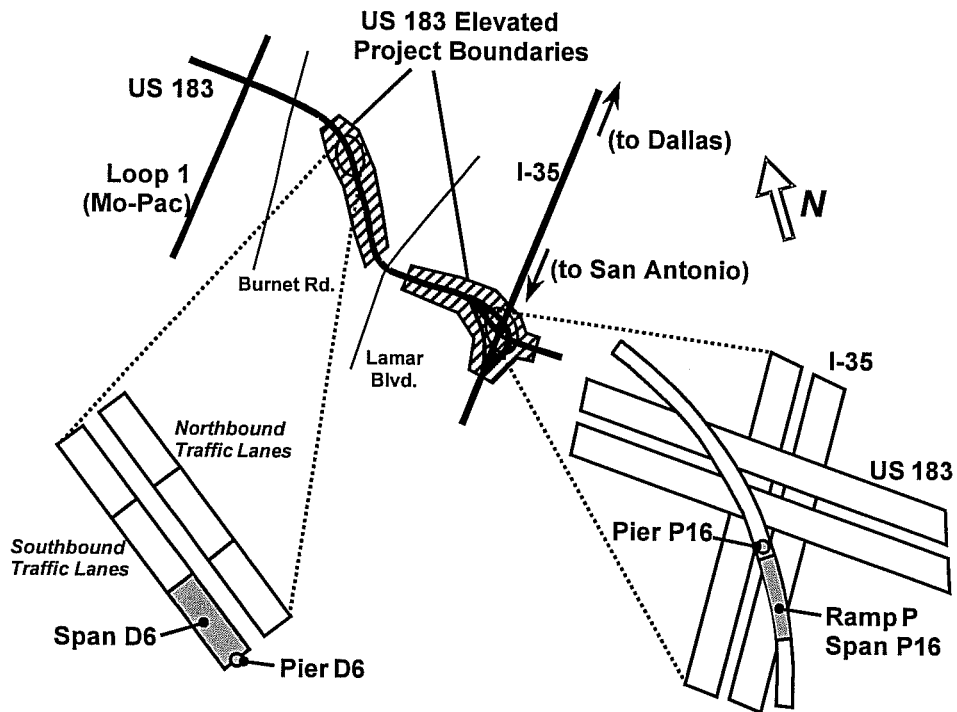 US 183 Elevated
Project Boundaries
US 183
(to Dallas)
I-35
Loop 1
(Mo-Pac)
N
(to San Antonio)
Burnet Rd.
Lamar
Blvd.
I-35
Northbound
Traffic Lanes
US 183
Pier P16
Southbound
Traffic Lanes
Ramp P
Span P16
Span D6
Pier D6